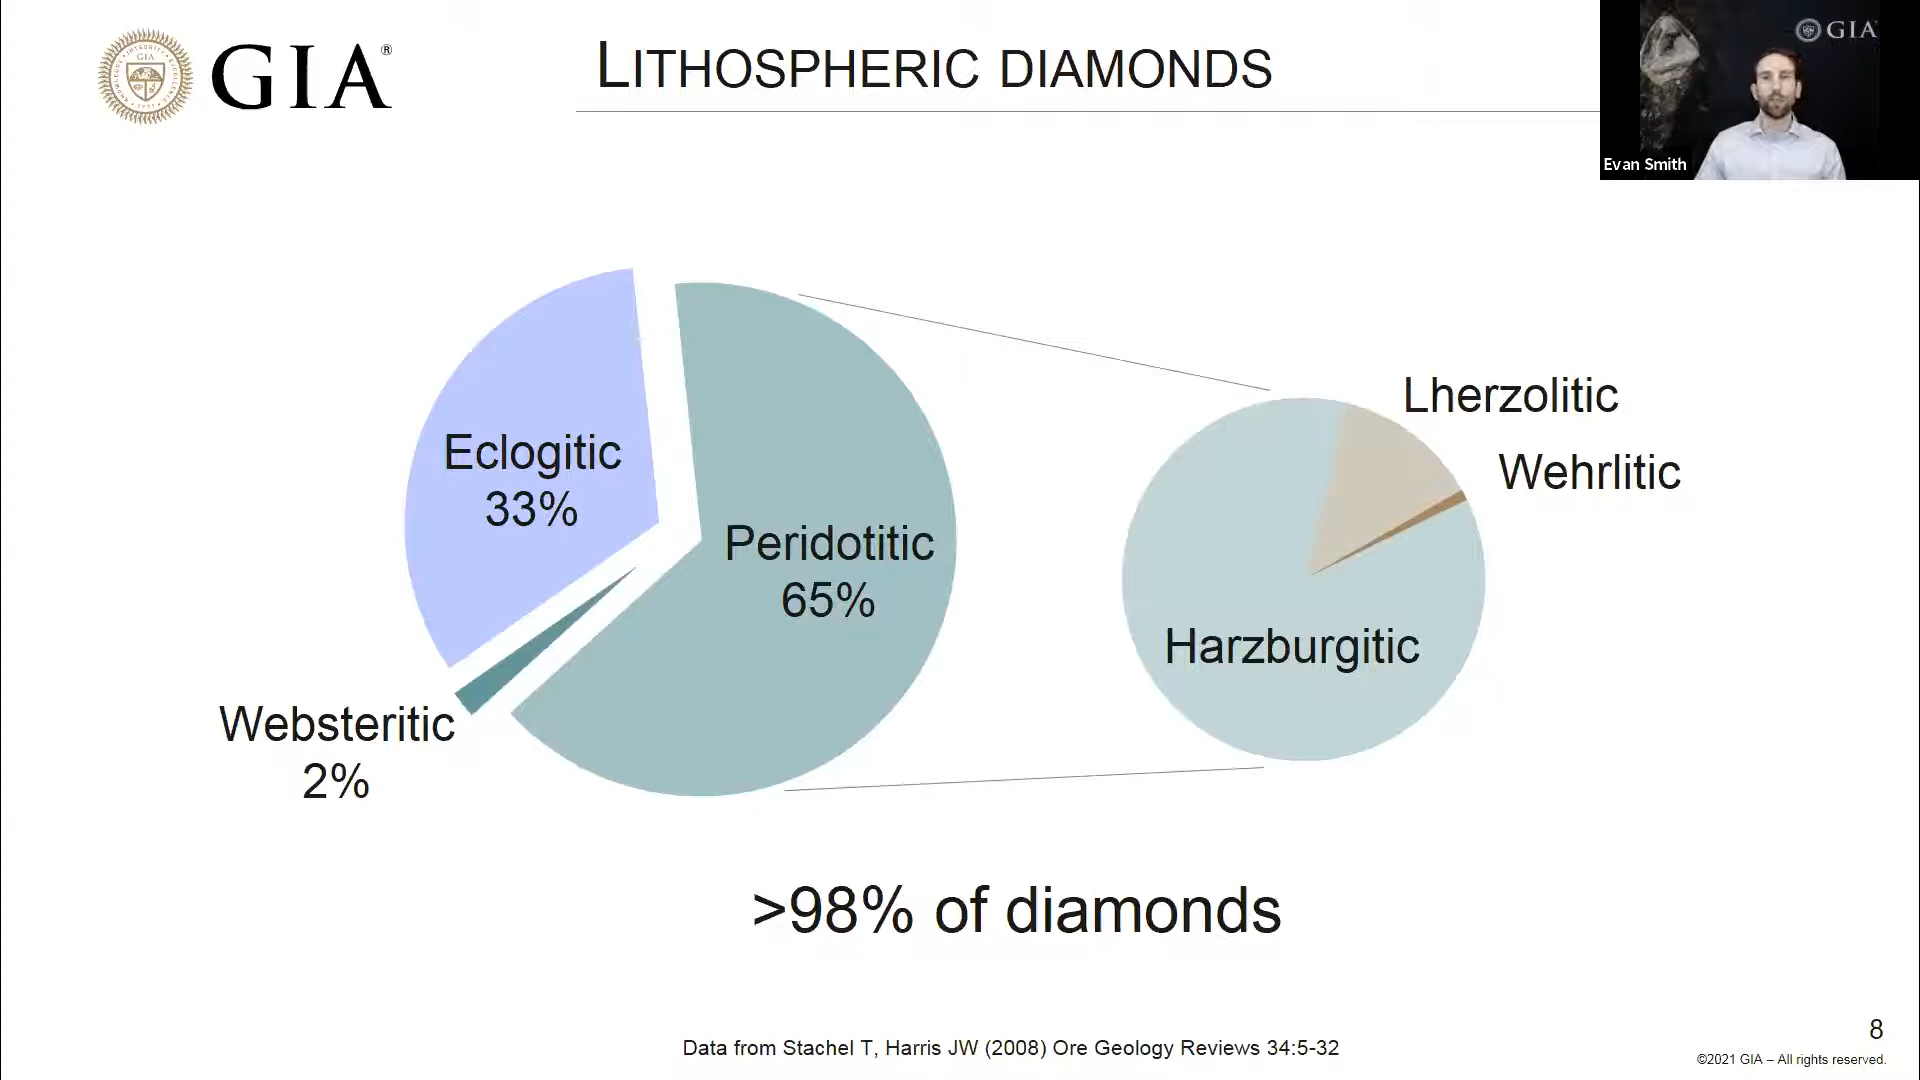 GIA®
LITHOSPHERIC DIAMONDS
GIA
Evan Smith
Eclogitic
33%
Peridotitic
65%
Websteritic
2%
Lherzolitic
Wehrlitic
Harzburgitic
>98% of diamonds
Data from Stachel T, Harris JW (2008) Ore Geology Reviews 34:5-32
8
©2021 GIA – All rights reserved.